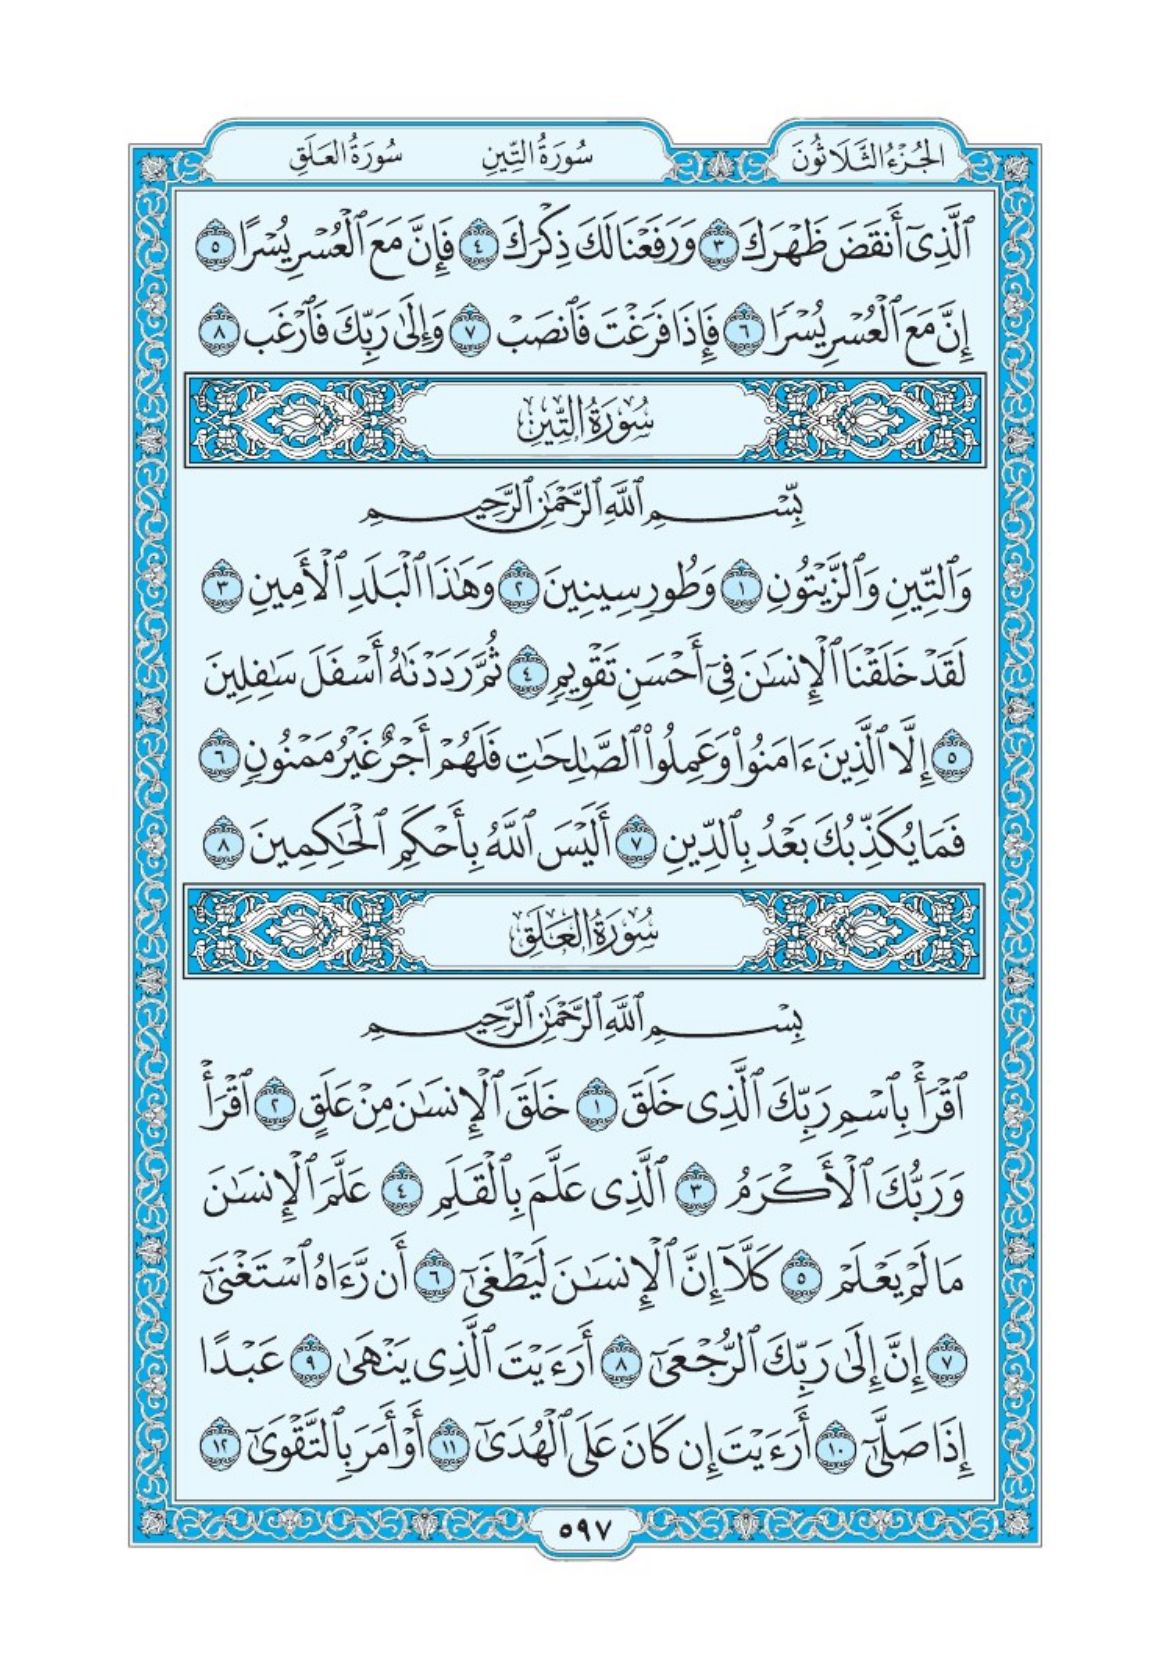 الجُزْءُ الثَّلَاثُونَ سُورَةُ التِّينِ سُورَةُ العَلَقِ
ٱلَّذِىٓ أَنقَضَ ظَهْرَكَ ٣ وَرَفَعْنَا لَكَ ذِكْرَكَ ٤ فَإِنَّ مَعَ ٱلْعُسْرِ يُسْرًا ٥
إِنَّ مَعَ ٱلْعُسْرِ يُسْرًا ٦ فَإِذَا فَرَغْتَ فَٱنصَبْ ٧ وَإِلَىٰ رَبِّكَ فَٱرْغَب ٨
سُورَةُ التِّينِ
بِّسْمِ ٱللَّهِ ٱلرَّحْمَٰنِ ٱلرَّحِيمِ
وَٱلتِّينِ وَٱلزَّيْتُونِ ١ وَطُورِ سِينِينَ ٢ وَهَٰذَا ٱلْبَلَدِ ٱلْأَمِينِ ٣
لَقَدْ خَلَقْنَا ٱلْإِنسَٰنَ فِىٓ أَحْسَنِ تَقْوِيمٍ ٤ ثُمَّ رَدَدْنَٰهُ أَسْفَلَ سَٰفِلِينَ
٥ إِلَّا ٱلَّذِينَ ءَامَنُوا۟ وَعَمِلُوا۟ ٱلصَّٰلِحَٰتِ فَلَهُمْ أَجْرٌ غَيْرُ مَمْنُونٍ ٦
فَمَا يُكَذِّبُكَ بَعْدُ بِٱلدِّينِ ٧ أَلَيْسَ ٱللَّهُ بِأَحْكَمِ ٱلْحَٰكِمِينَ ٨
سُورَةُ العَلَقِ
بِسْمِ ٱللَّهِ ٱلرَّحْمَٰنِ ٱلرَّحِيمِ
ٱقْرَأْ بِٱسْمِ رَبِّكَ ٱلَّذِى خَلَقَ ١ خَلَقَ ٱلْإِنسَٰنَ مِنْ عَلَقٍ ٢ ٱقْرَأْ
وَرَبُّكَ ٱلْأَكْرَمُ ٣ ٱلَّذِى عَلَّمَ بِٱلْقَلَمِ ٤ عَلَّمَ ٱلْإِنسَٰنَ
مَا لَمْ يَعْلَمْ ٥ كَلَّآ إِنَّ ٱلْإِنسَٰنَ لَيَطْغَىٰٓ ٦ أَن رَّءَاهُ ٱسْتَغْنَىٰٓ
٧ إِنَّ إِلَىٰ رَبِّكَ ٱلرُّجْعَىٰٓ ٨ أَرَءَيْتَ ٱلَّذِى يَنْهَىٰ ٩ عَبْدًا
إِذَا صَلَّىٰٓ ١٠ أَرَءَيْتَ إِن كَانَ عَلَى ٱلْهُدَىٰٓ ١١ أَوْ أَمَرَ بِٱلتَّقْوَىٰٓ ١٢
٥٩٧